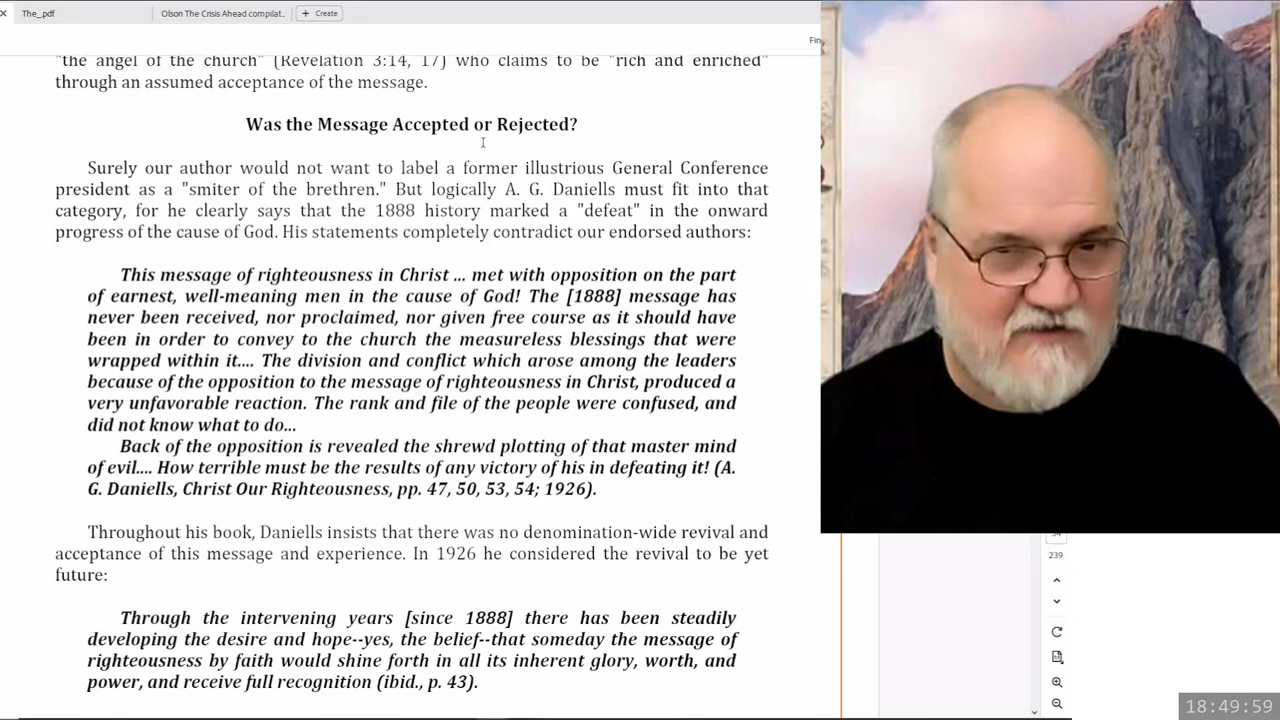 The_.pdf
Olson The Crisis Ahead compilat..
+ Create
Fin
"the angel of the church" (Revelation 3:14, 17) who claims to be "rich and enriched"
through an assumed acceptance of the message.
Was the Message Accepted or Rejected?
Surely our author would not want to label a former illustrious General Conference
president as a "smiter of the brethren." But logically A. G. Daniells must fit into that
category, for he clearly says that the 1888 history marked a "defeat" in the onward
progress of the cause of God. His statements completely contradict our endorsed authors:
This message of righteousness in Christ ... met with opposition on the part
of earnest, well-meaning men in the cause of God! The [1888] message has
never been received, nor proclaimed, nor given free course as it should have
been in order to convey to the church the measureless blessings that were
wrapped within it.... The division and conflict which arose among the leaders
because of the opposition to the message of righteousness in Christ, produced a
very unfavorable reaction. The rank and file of the people were confused, and
did not know what to do...
Back of the opposition is revealed the shrewd plotting of that master mind
of evil.... How terrible must be the results of any victory of his in defeating it! (A.
G. Daniells, Christ Our Righteousness, pp. 47, 50, 53, 54; 1926).
Throughout his book, Daniells insists that there was no denomination-wide revival and
acceptance of this message and experience. In 1926 he considered the revival to be yet
future:
Through the intervening years [since 1888] there has been steadily
developing the desire and hope--yes, the belief--that someday the message of
righteousness by faith would shine forth in all its inherent glory, worth, and
power, and receive full recognition (ibid., p. 43).
239
18:49:59